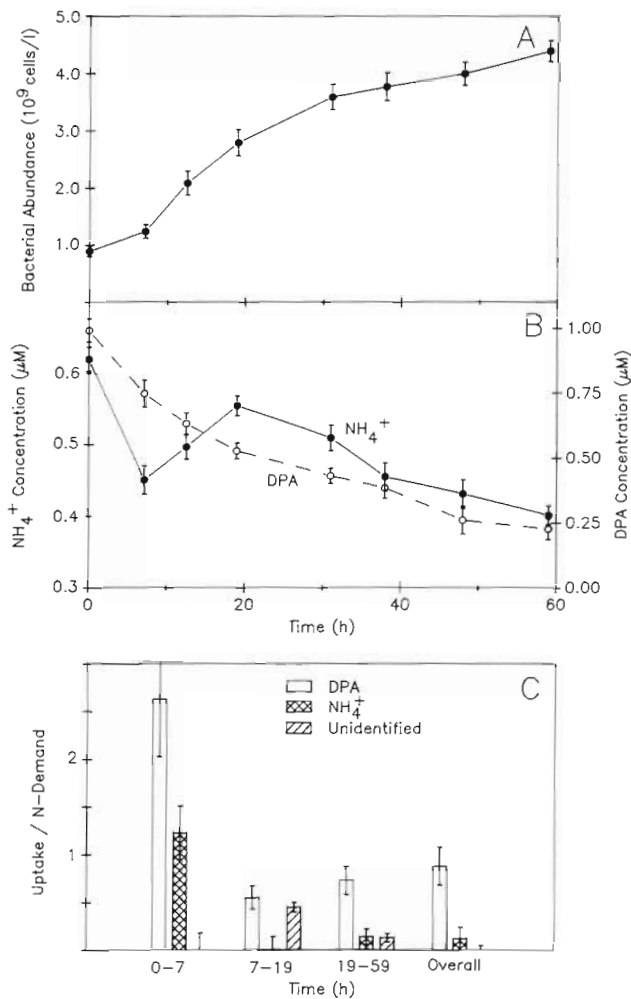 A
5.0
4.0
3.0
2.0
1.0
Bacterial Abundance (10⁹ cells/l)
B
0.6
0.5
0.4
0.3
NH₄⁺ Concentration (μM)
1.00
0.75
0.50
0.25
0.00
DPA Concentration (μM)
NH₄⁺
DPA
0 20 40 60
Time (h)
C
DPA
NH₄⁺
Unidentified
2
1
Uptake / N-Demand
0-7 7-19 19-59 Overall
Time (h)